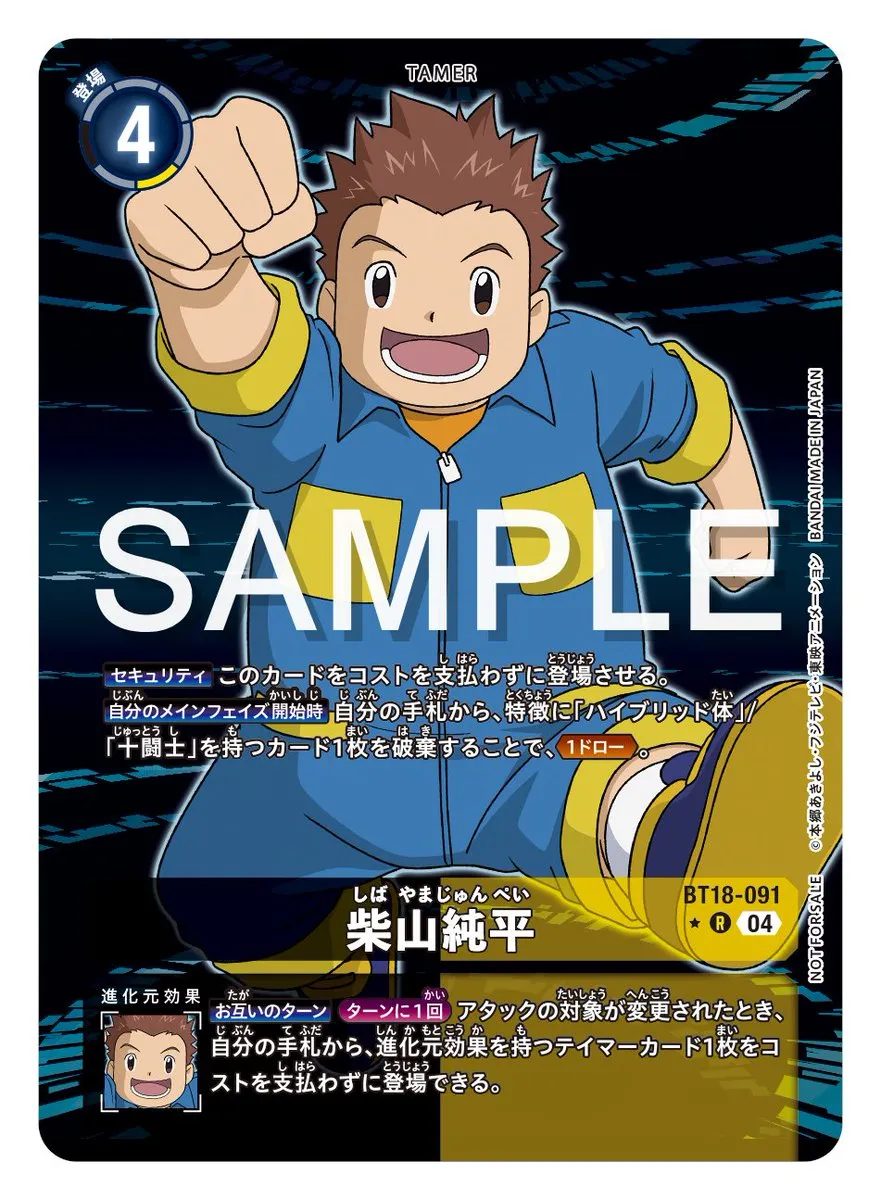 TAMER
登場
4
SAMPLE
セキュリティ このカードをコストを支払わずに登場させる。
自分のメインフェイズ開始時 自分の手札から、特徴に「ハイブリッド体」/
「十闘士」を持つカード1枚を破棄することで、1ドロー。
しば やまじゅん ぺい
柴山純平
BT18-091
★ R 04
進化元効果
お互いのターン ターンに1回 アタックの対象が変更されたとき、
自分の手札から、進化元効果を持つテイマーカード1枚をコ
ストを支払わずに登場できる。
NOT FOR SALE ©本郷あきよし・フジテレビ・東映アニメーション BANDAI MADE IN JAPAN